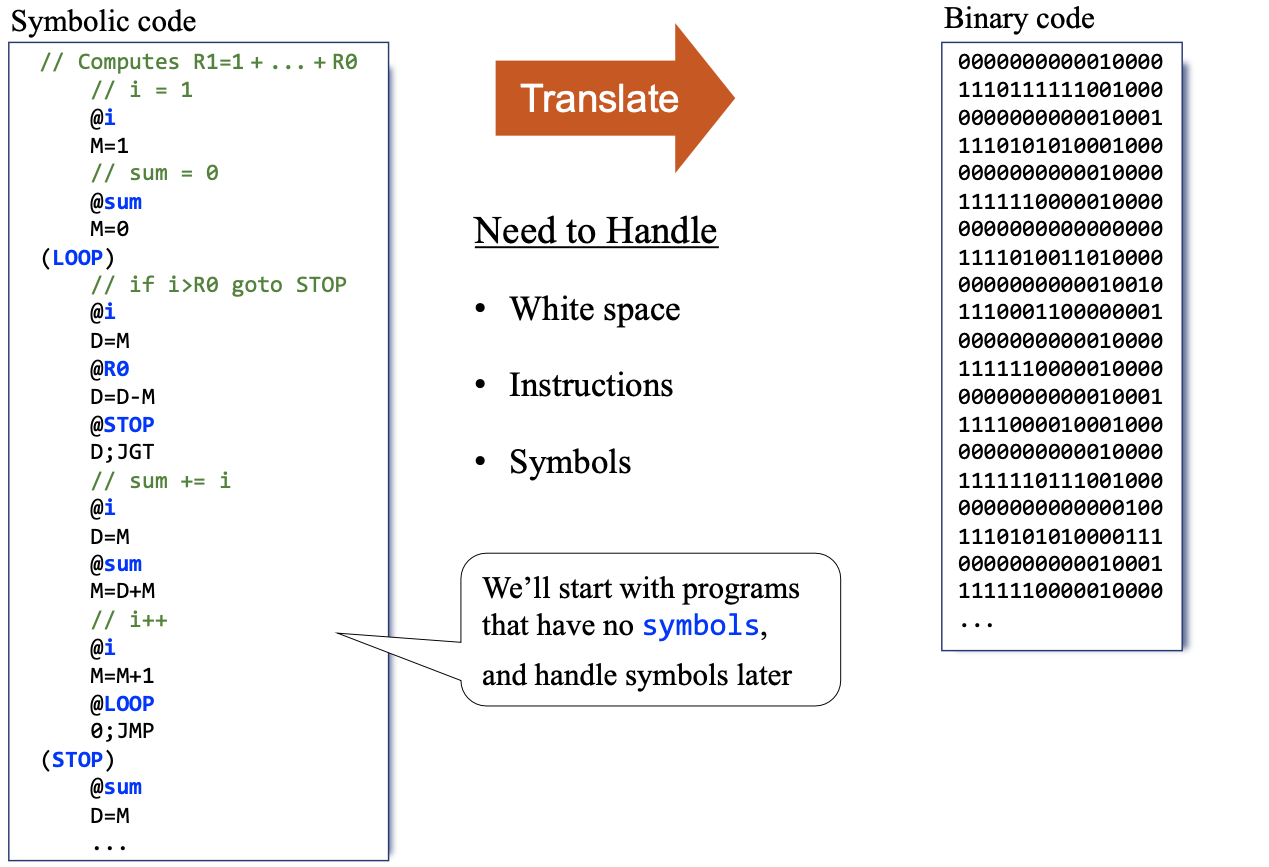 Symbolic code
// Computes R1=1 + ... + R0
// i = 1
@i
M=1
// sum = 0
@sum
M=0
(LOOP)
// if i>R0 goto STOP
@i
D=M
@R0
D=D-M
@STOP
D;JGT
// sum += i
@i
D=M
@sum
M=D+M
// i++
@i
M=M+1
@LOOP
0;JMP
(STOP)
@sum
D=M
...
Translate
Need to Handle
• White space
• Instructions
• Symbols
We’ll start with programs
that have no symbols,
and handle symbols later
Binary code
0000000000010000
1110111111001000
0000000000010001
1110101010001000
0000000000010000
1111110000010000
0000000000000000
1111010011010000
0000000000010010
1110001100000001
0000000000010000
1111110000010000
0000000000010001
1111000010001000
0000000000010000
1111110111001000
0000000000000100
1110101010000111
0000000000010001
1111110000010000
...